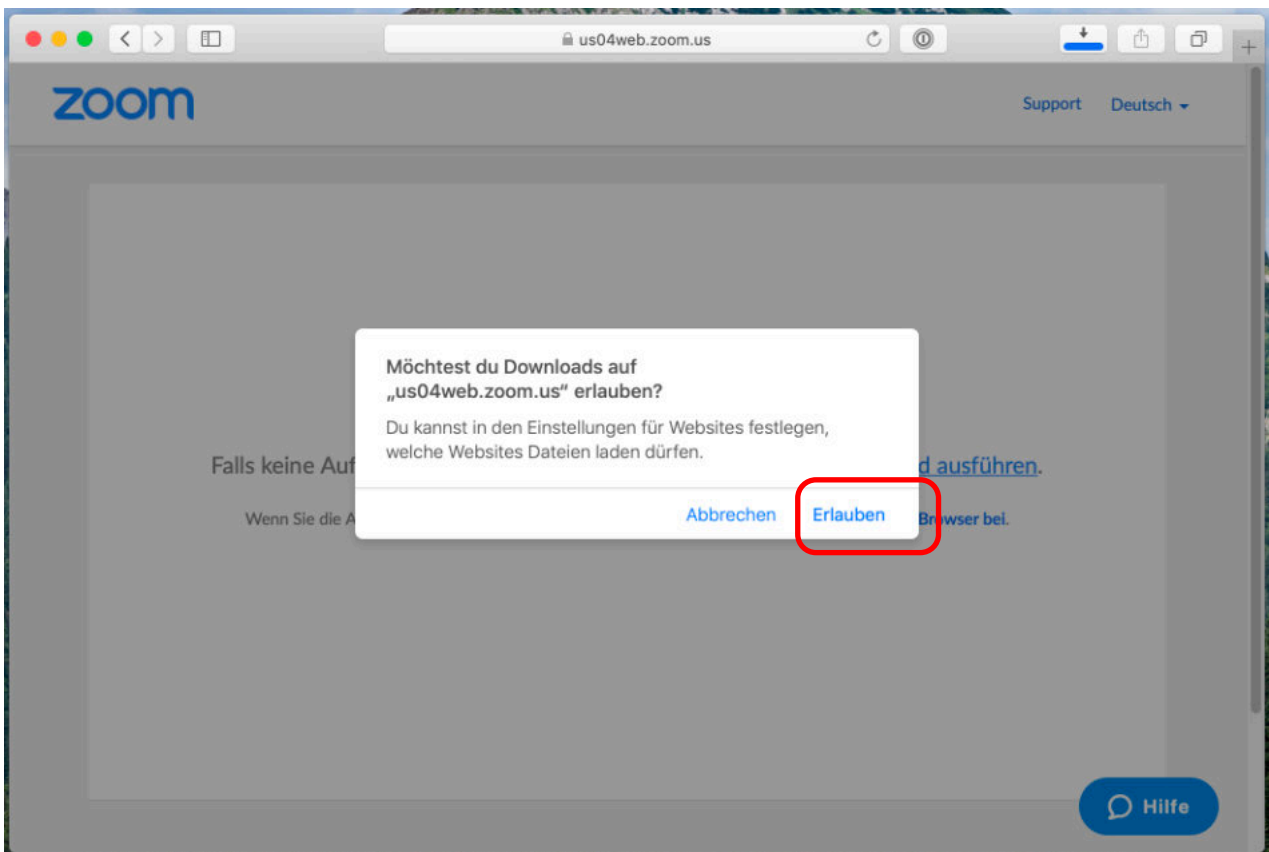 us04web.zoom.us
zoom
Support Deutsch
Möchtest du Downloads auf
„us04web.zoom.us“ erlauben?
Du kannst in den Einstellungen für Websites festlegen,
welche Websites Dateien laden dürfen.
Falls keine Auf d ausführen.
Abbrechen Erlauben
Wenn Sie die A Browser bei.
Hilfe